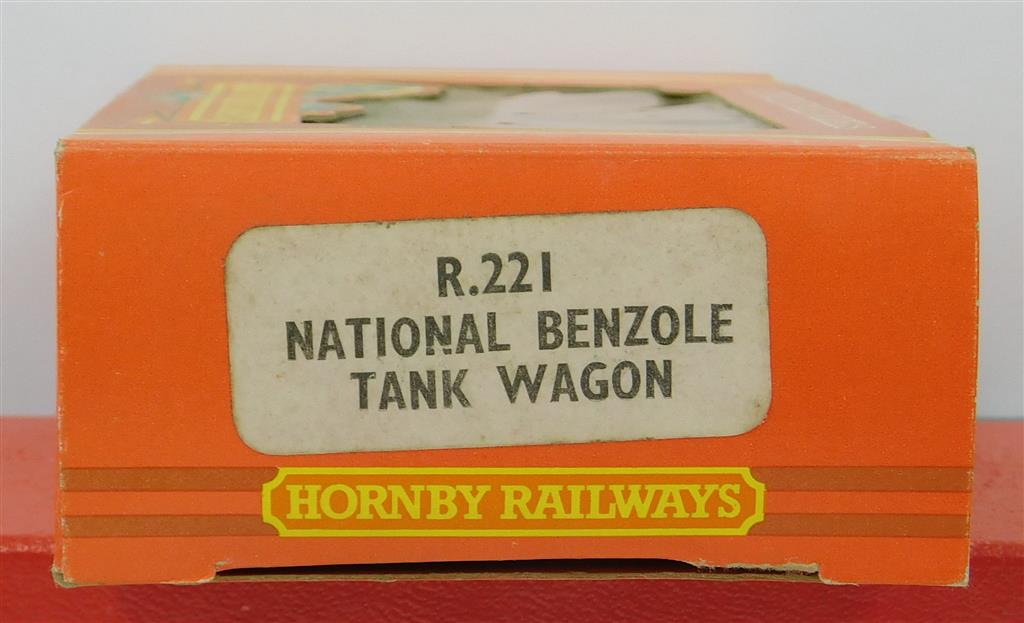 R.221
NATIONAL BENZOLE
TANK WAGON
HORNBY RAILWAYS